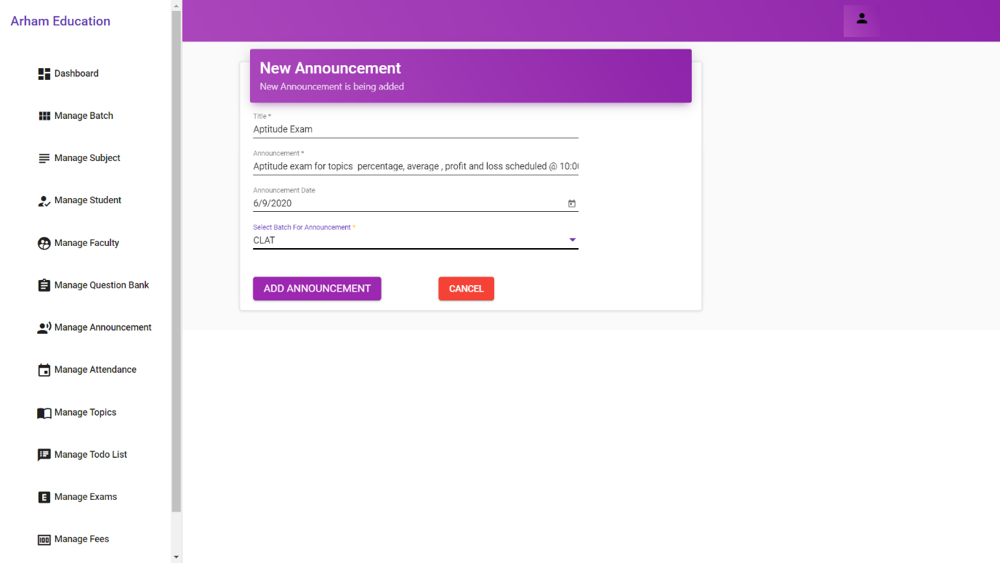 Arham Education
Dashboard
Manage Batch
Manage Subject
Manage Student
Manage Faculty
Manage Question Bank
Manage Announcement
Manage Attendance
Manage Topics
Manage Todo List
E Manage Exams
100 Manage Fees
New Announcement
New Announcement is being added
Title *
Aptitude Exam
Announcement *
Aptitude exam for topics  percentage, average , profit and loss scheduled @ 10:00
Announcement Date
6/9/2020
Select Batch For Announcement *
CLAT
ADD ANNOUNCEMENT
CANCEL